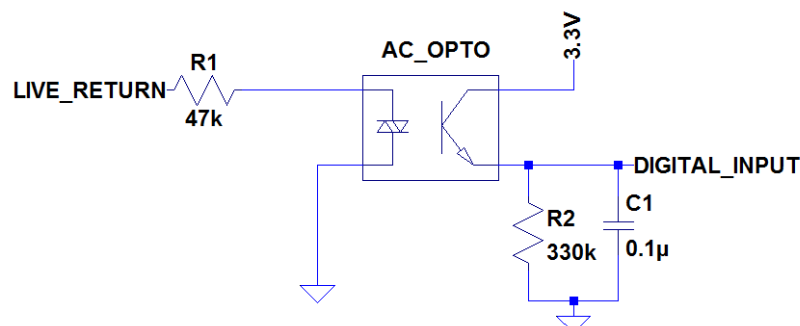 AC_OPTO
3.3V
R1
LIVE_RETURN
47k
DIGITAL_INPUT
R2
330k
C1
0.1µ